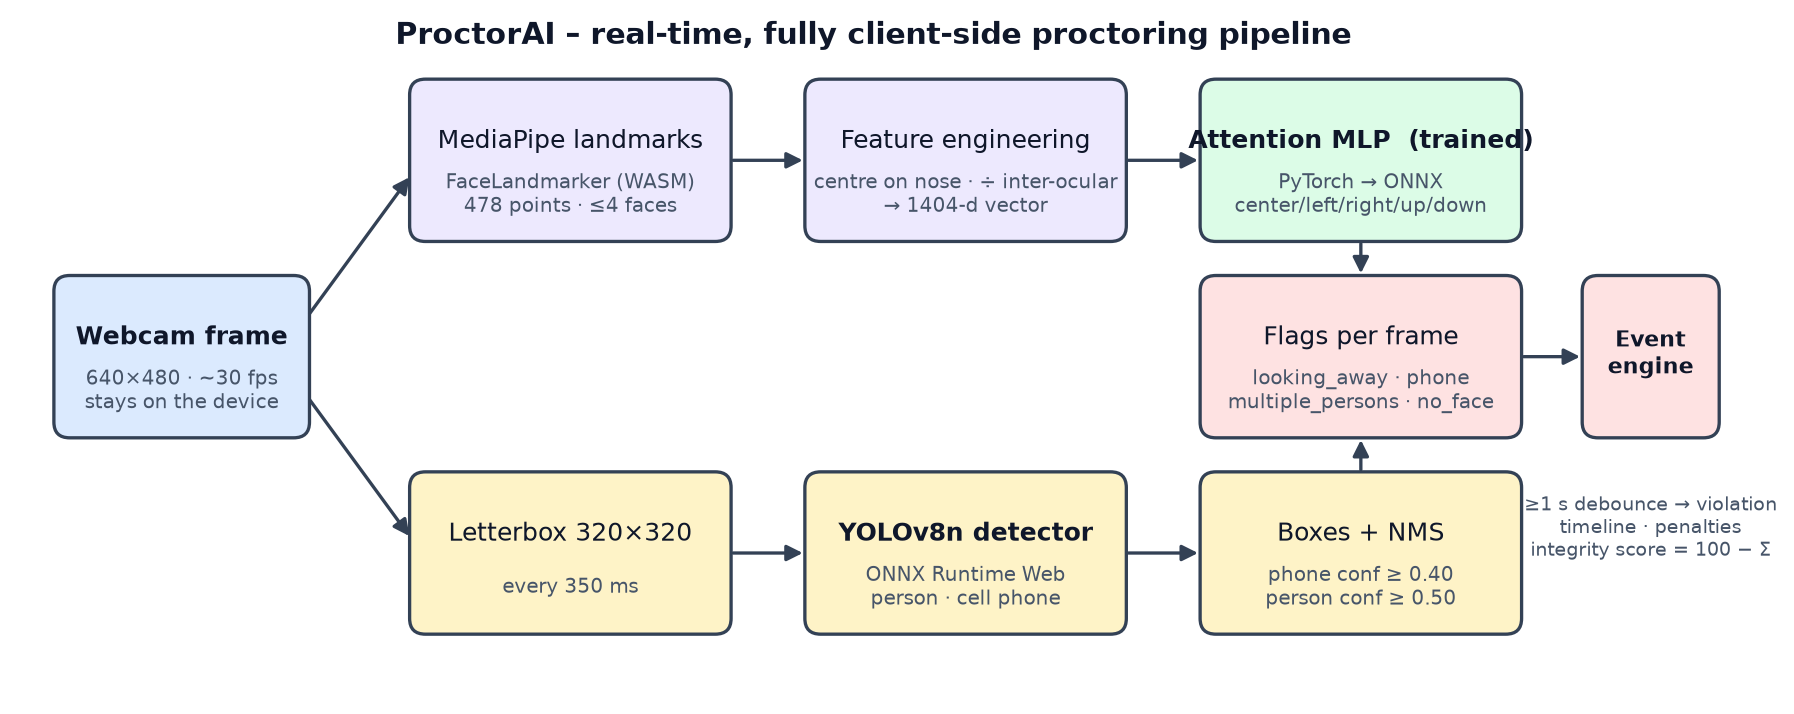 ProctorAI – real-time, fully client-side proctoring pipeline
MediaPipe landmarks
FaceLandmarker (WASM)
478 points · ≤4 faces
Feature engineering
centre on nose · ÷ inter-ocular
→ 1404-d vector
Attention MLP  (trained)
PyTorch → ONNX
center/left/right/up/down
Webcam frame
640×480 · ~30 fps
stays on the device
Flags per frame
looking_away · phone
multiple_persons · no_face
Event
engine
Letterbox 320×320
every 350 ms
YOLOv8n detector
ONNX Runtime Web
person · cell phone
Boxes + NMS
phone conf ≥ 0.40
person conf ≥ 0.50
≥1 s debounce → violation
timeline · penalties
integrity score = 100 − Σ